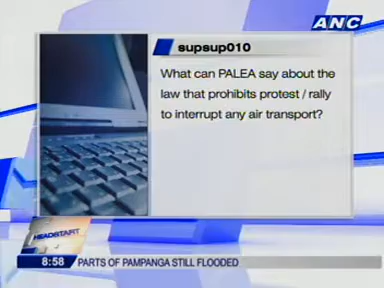 ANC
supsup010
What can PALEA say about the
law that prohibits protest / rally
to interrupt any air transport?
HEADSTART
8:58 PARTS OF PAMPANGA STILL FLOODED